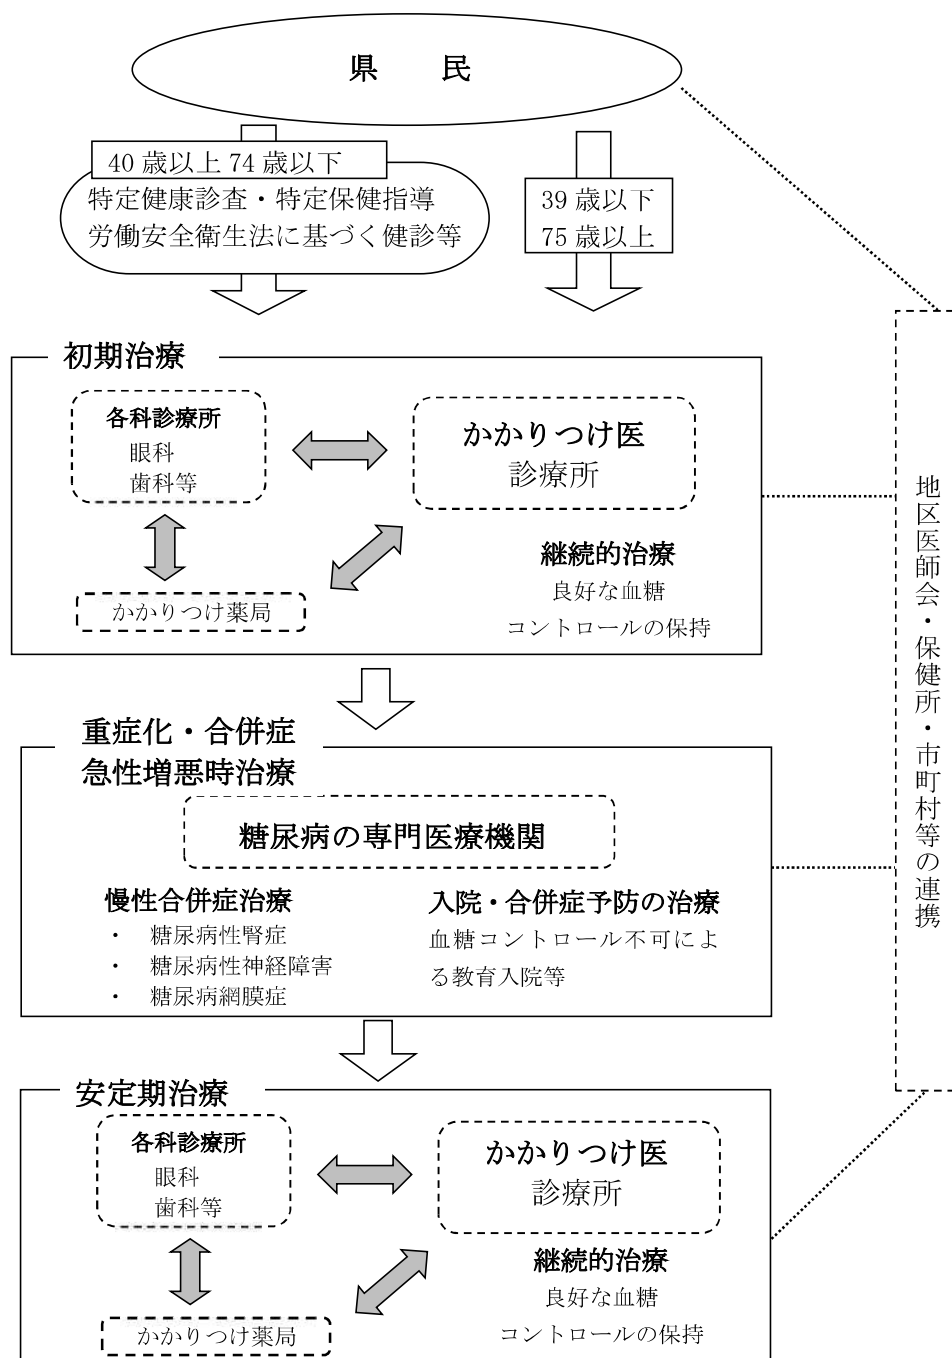 県　民
40 歳以上 74 歳以下
特定健康診査・特定保健指導
労働安全衛生法に基づく健診等
39 歳以下
75 歳以上
初期治療
各科診療所
眼科
歯科等
かかりつけ医
診療所
かかりつけ薬局
継続的治療
良好な血糖
コントロールの保持
重症化・合併症
急性増悪時治療
糖尿病の専門医療機関
慢性合併症治療
・　糖尿病性腎症
・　糖尿病性神経障害
・　糖尿病網膜症
入院・合併症予防の治療
血糖コントロール不可によ
る教育入院等
安定期治療
各科診療所
眼科
歯科等
かかりつけ医
診療所
かかりつけ薬局
継続的治療
良好な血糖
コントロールの保持
地区医師会・保健所・市町村等の連携